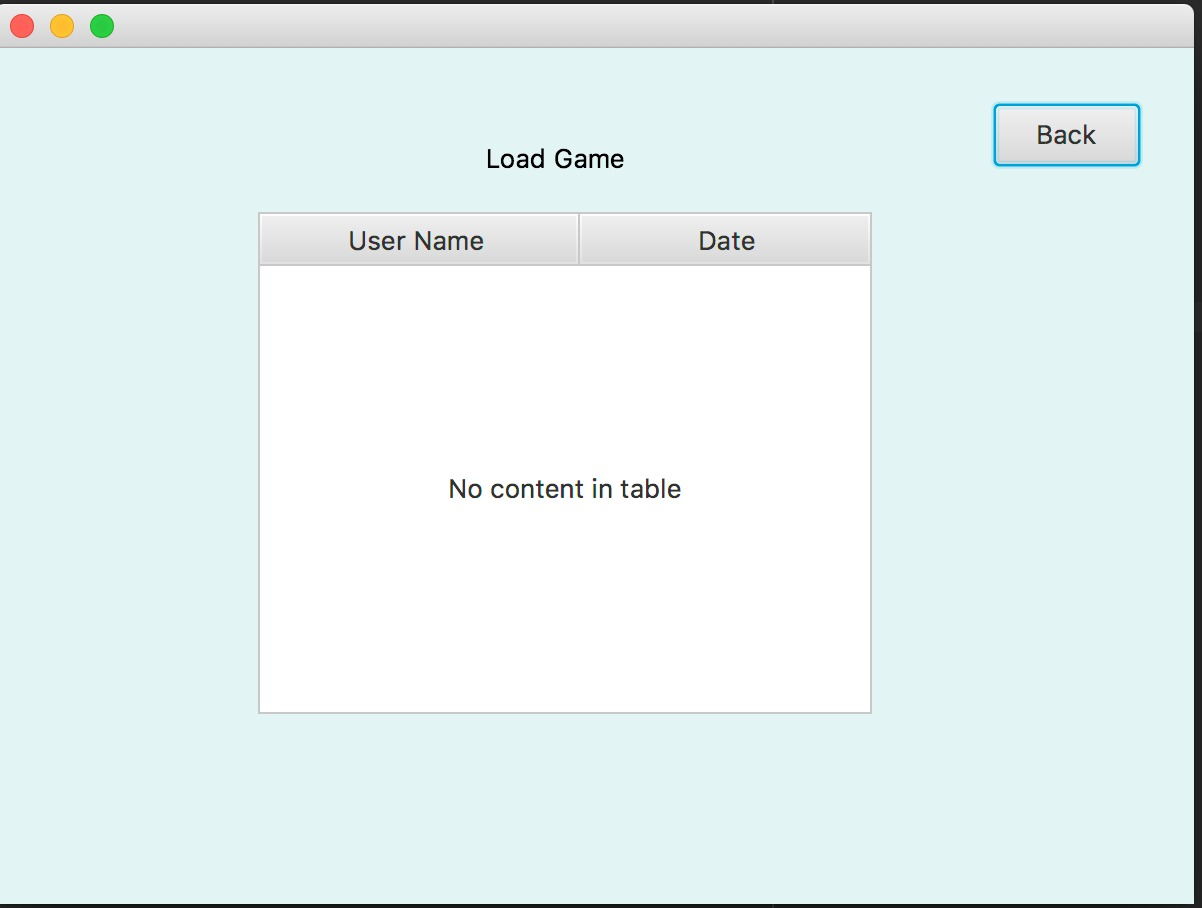 Back
Load Game
User Name Date
No content in table